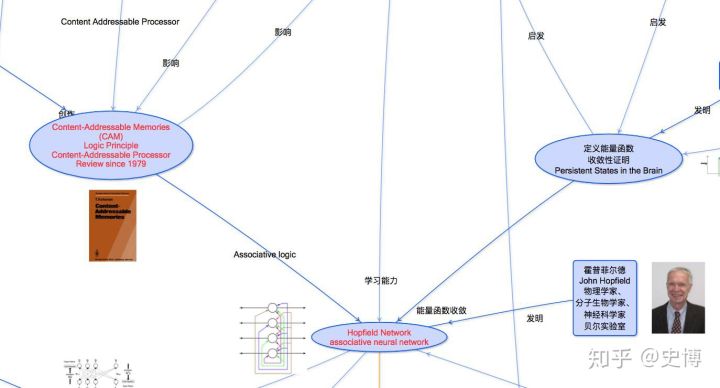 Content Addressable Processor
影响
影响
启发
启发
创作
发明
Content-Addressable Memories
(CAM)
Logic Principle
Content-Addressable Processor
Review since 1979
定义能量函数
收敛性证明
Persistent States in the Brain
T. Kohonen
Content-
Addressable
Memories
Associative logic
学习能力
能量函数收敛
发明
霍普菲尔德
John Hopfield
物理学家、
分子生物学家、
神经科学家
贝尔实验室
Hopfield Network
associative neural network
知乎 @史博